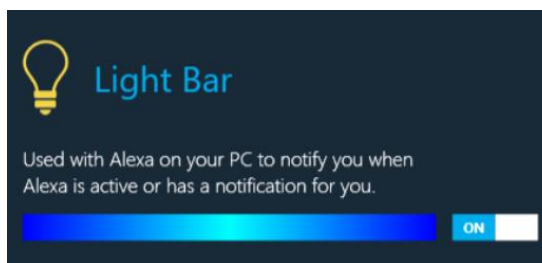 Light Bar
Used with Alexa on your PC to notify you when
Alexa is active or has a notification for you.
ON